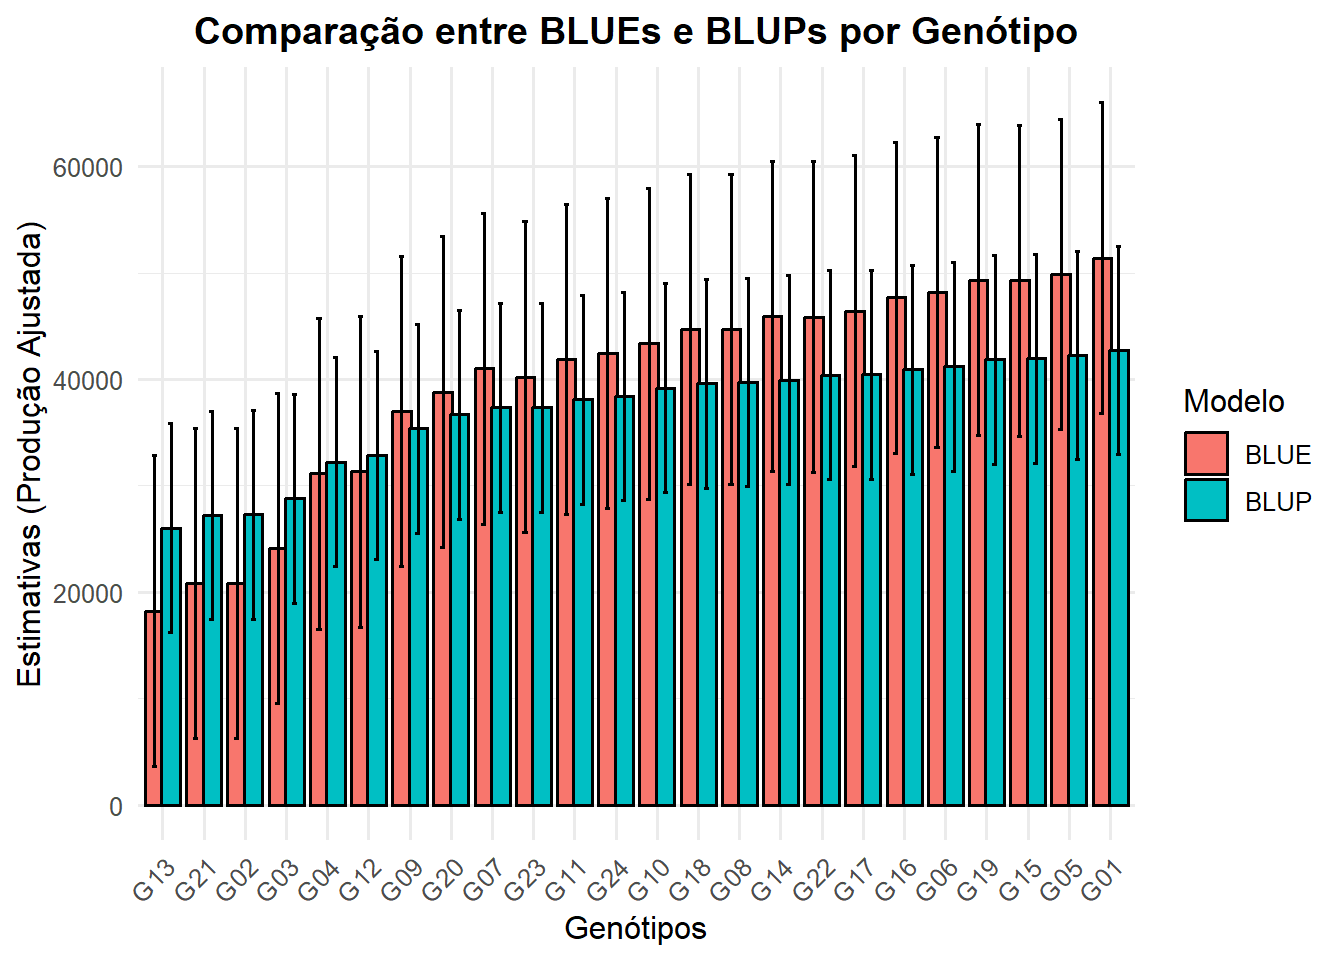 Comparação entre BLUEs e BLUPs por Genótipo
Estimativas (Produção Ajustada)
60000
40000
20000
0
G13 G21 G02 G03 G04 G12 G09 G20 G07 G23 G11 G24 G10 G18 G08 G14 G22 G17 G16 G06 G19 G15 G05 G01
Genótipos
Modelo
BLUE
BLUP